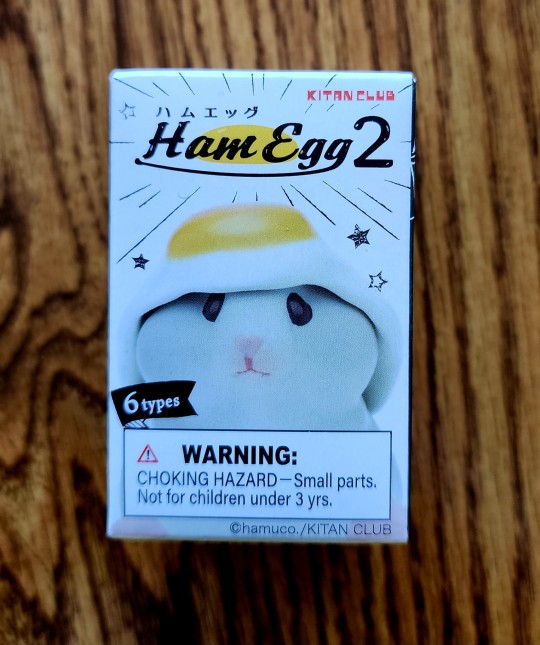 KITAN CLUB
ハムエッグ
Ham Egg 2
6 types
WARNING:
CHOKING HAZARD－Small parts.
Not for children under 3 yrs.
©hamuco./KITAN CLUB